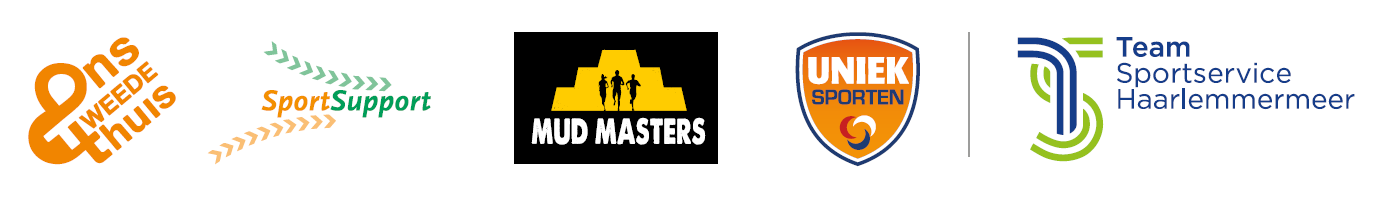 Ons
TWEEDE
thuis
SportSupport
MUD MASTERS
UNIEK
SPORTEN
Team
Sportservice
Haarlemmermeer